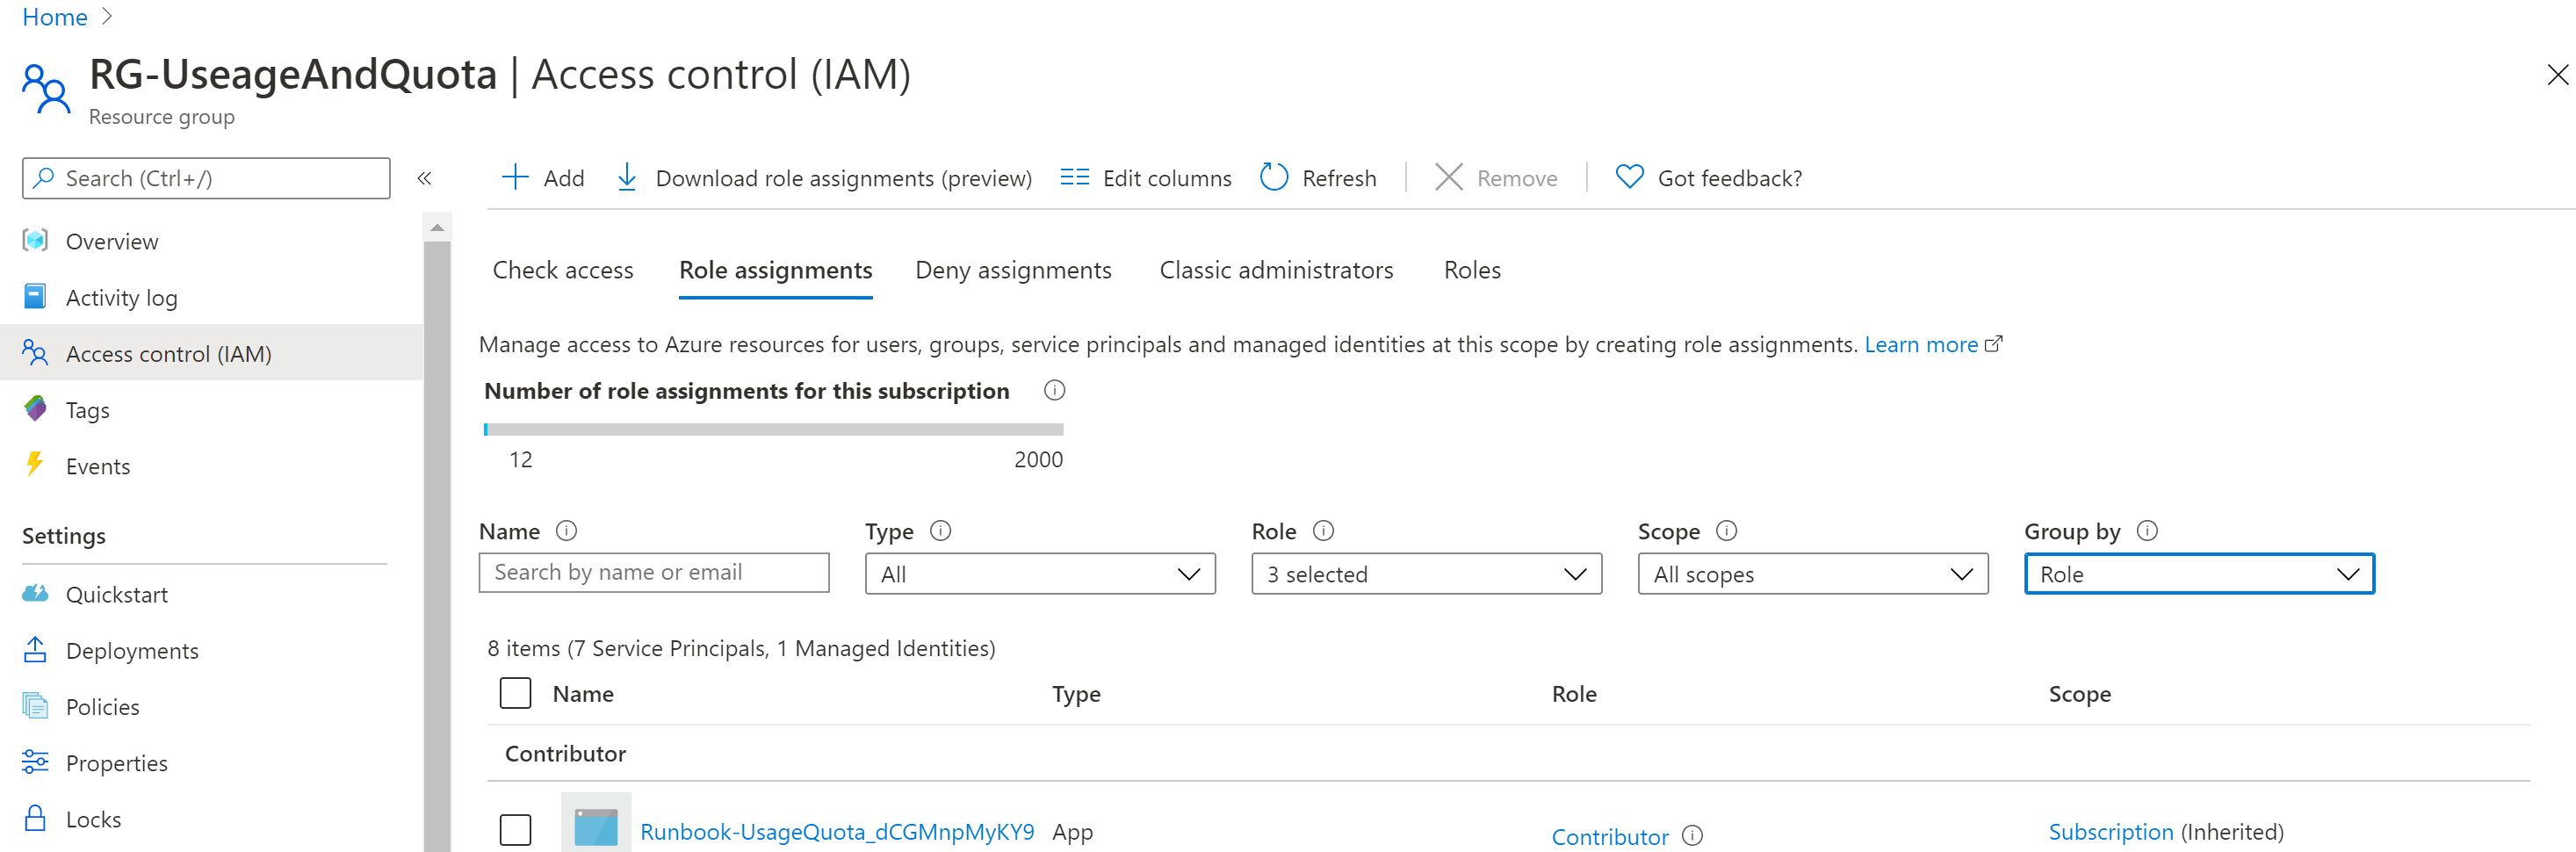 Home
RG-UseageAndQuota | Access control (IAM)
Resource group
Search (Ctrl+/)
«
Overview
Activity log
Access control (IAM)
Tags
Events
Settings
Quickstart
Deployments
Policies
Properties
Locks
Add Download role assignments (preview) Edit columns Refresh Remove Got feedback?
Check access Role assignments Deny assignments Classic administrators Roles
Manage access to Azure resources for users, groups, service principals and managed identities at this scope by creating role assignments. Learn more
Number of role assignments for this subscription
12 2000
Name Type Role Scope Group by
Search by name or email All 3 selected All scopes Role
8 items (7 Service Principals, 1 Managed Identities)
Name Type Role Scope
Contributor
Runbook-UsageQuota_dCGMnpMyKY9 App Contributor Subscription (Inherited)